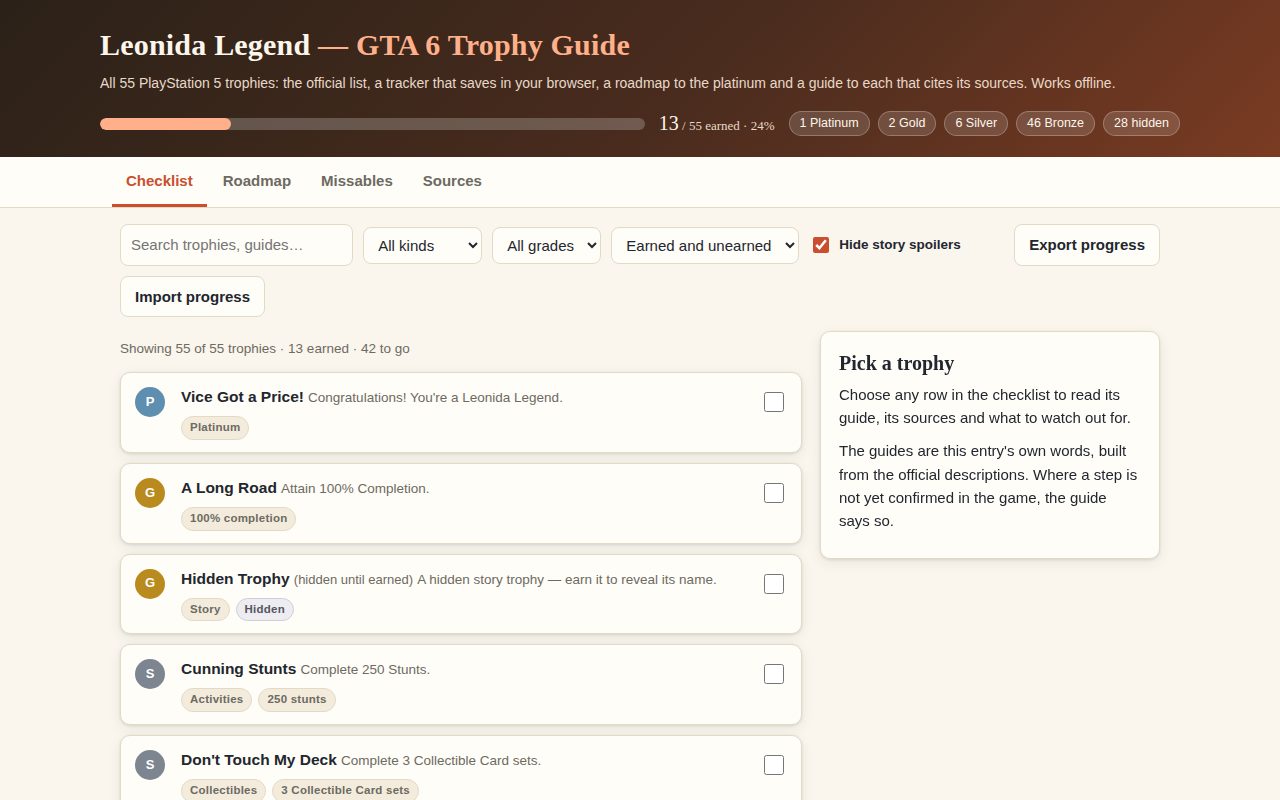 Leonida Legend — GTA 6 Trophy Guide
All 55 PlayStation 5 trophies: the official list, a tracker that saves in your browser, a roadmap to the platinum and a guide to each that cites its sources. Works offline.
13 / 55 earned · 24% 1 Platinum 2 Gold 6 Silver 46 Bronze 28 hidden
Checklist Roadmap Missables Sources
Search trophies, guides… All kinds All grades Earned and unearned Hide story spoilers Export progress
Import progress
Showing 55 of 55 trophies · 13 earned · 42 to go
P Vice Got a Price! Congratulations! You're a Leonida Legend.
Platinum
G A Long Road Attain 100% Completion.
100% completion
G Hidden Trophy (hidden until earned) A hidden story trophy — earn it to reveal its name.
Story Hidden
S Cunning Stunts Complete 250 Stunts.
Activities 250 stunts
S Don't Touch My Deck Complete 3 Collectible Card sets.
Collectibles 3 Collectible Card sets
Pick a trophy
Choose any row in the checklist to read its
guide, its sources and what to watch out for.
The guides are this entry's own words, built
from the official descriptions. Where a step is
not yet confirmed in the game, the guide
says so.